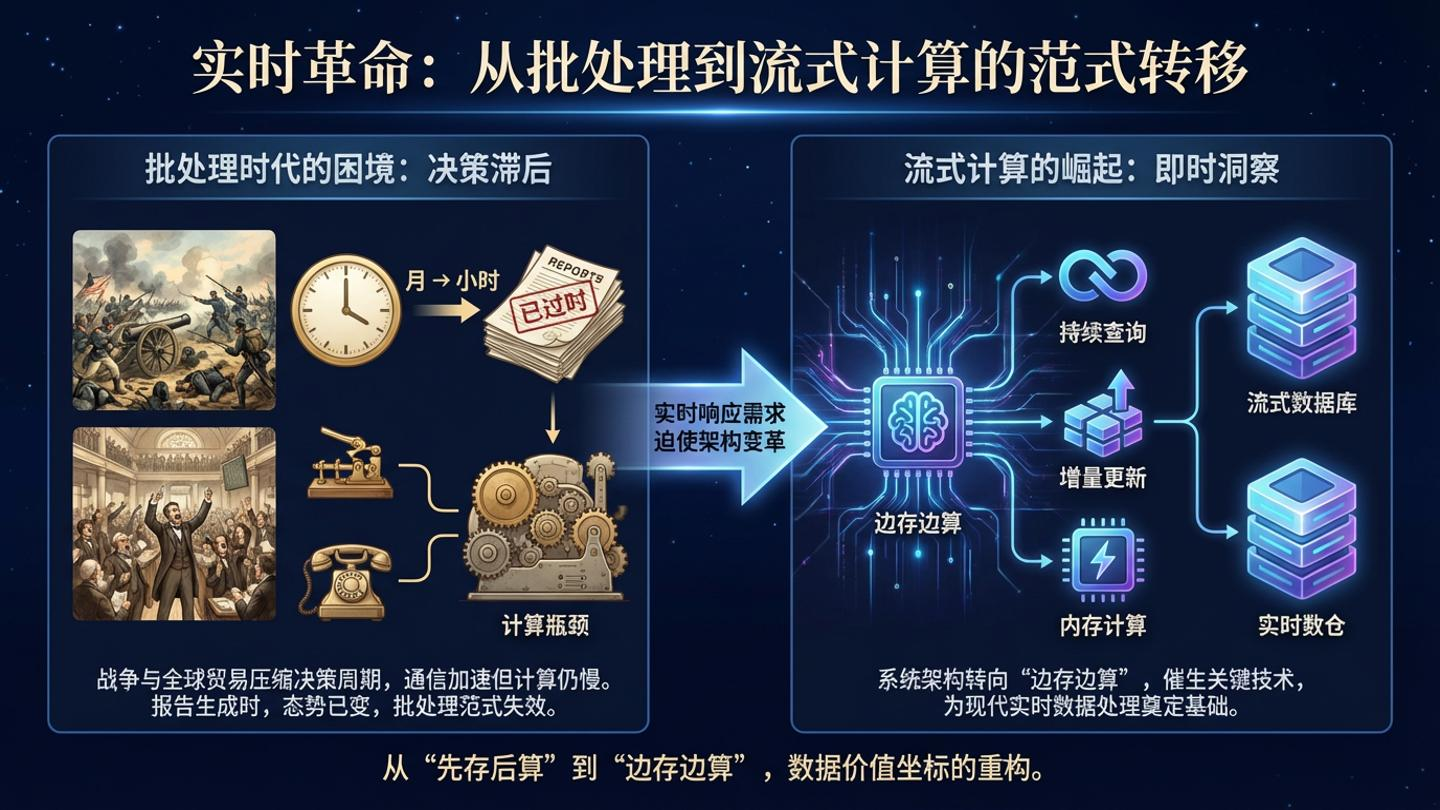 实时革命：从批处理到流式计算的范式转移
批处理时代的困境：决策滞后
月→小时
REPOBTS
已过时
计算瓶颈
战争与全球贸易压缩决策周期，通信加速但计算仍慢。
报告生成时，态势已变，批处理范式失效。
实时响应需求
迫使架构变革
流式计算的崛起：即时洞察
边存边算
持续查询
增量更新
内存计算
流式数据库
实时数仓
系统架构转向“边存边算”，催生关键技术，
为现代实时数据处理奠定基础。
从“先存后算”到“边存边算”，数据价值坐标的重构。